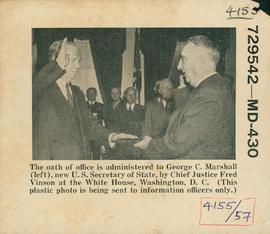 4155
729542—MD-430
The oath of office is administered to George C. Marshall
(left), new U. S. Secretary of State, by Chief Justice Fred
Vinson at the White House, Washington, D. C. (This
plastic photo is being sent to information officers only.)
4155/57